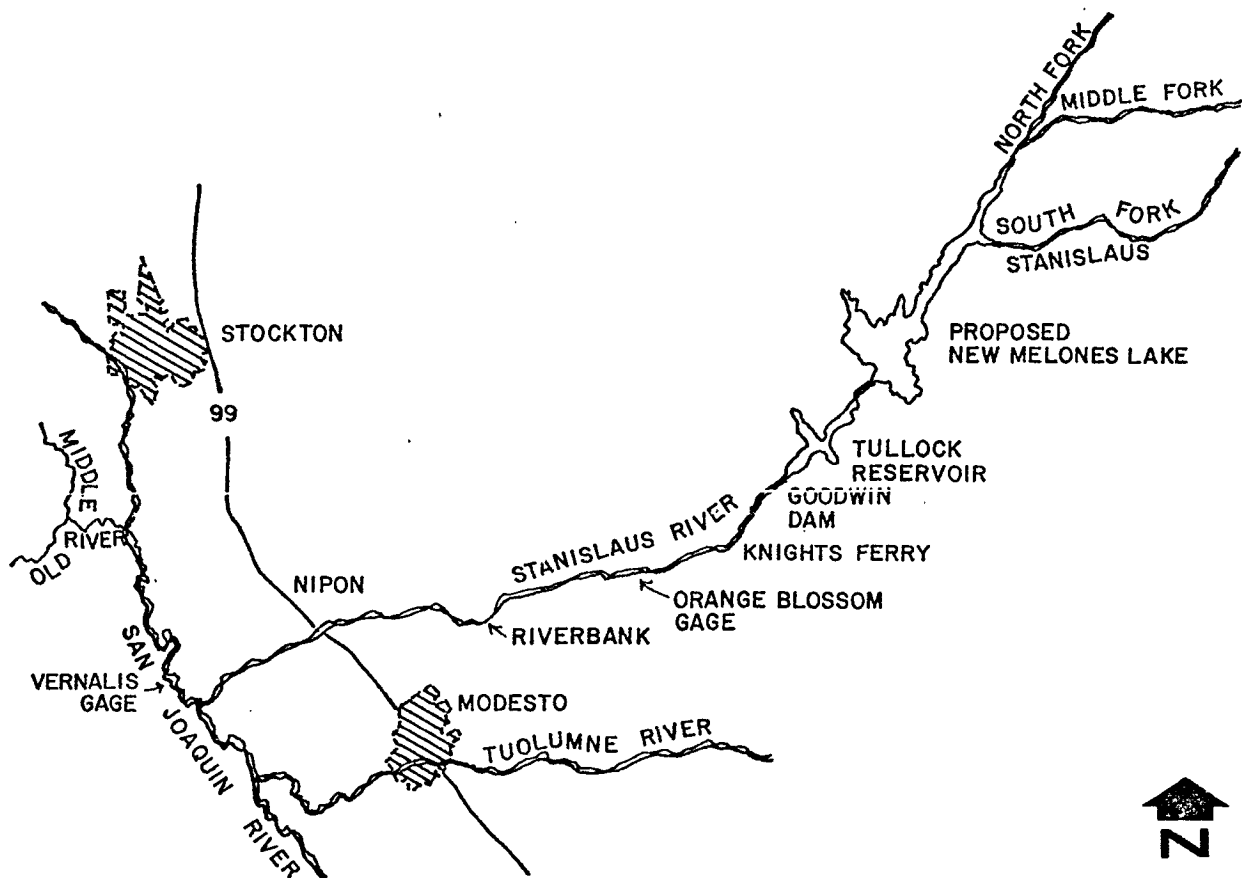 NORTH FORK
MIDDLE FORK
SOUTH FORK
STANISLAUS
PROPOSED
NEW MELONES LAKE
STOCKTON
99
TULLOCK
RESERVOIR
GOODWIN
DAM
KNIGHTS FERRY
STANISLAUS RIVER
ORANGE BLOSSOM
GAGE
RIVERBANK
NIPON
MIDDLE
RIVER
OLD
VERNALIS
GAGE
SAN
JOAQUIN
RIVER
MODESTO
TUOLUMNE RIVER
N